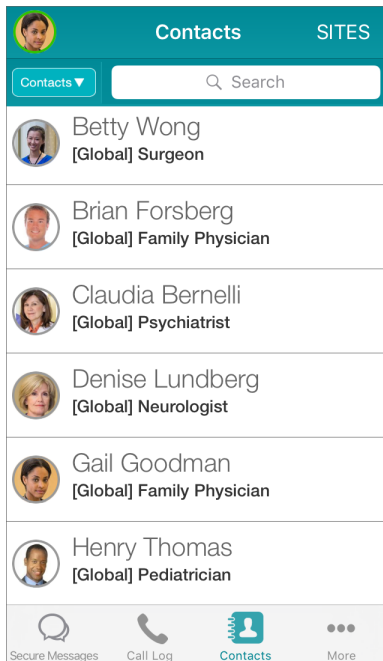 Contacts
SITES
Contacts ▼
Search
Betty Wong
[Global] Surgeon
Brian Forsberg
[Global] Family Physician
Claudia Bernelli
[Global] Psychiatrist
Denise Lundberg
[Global] Neurologist
Gail Goodman
[Global] Family Physician
Henry Thomas
[Global] Pediatrician
Secure Messages
Call Log
Contacts
More